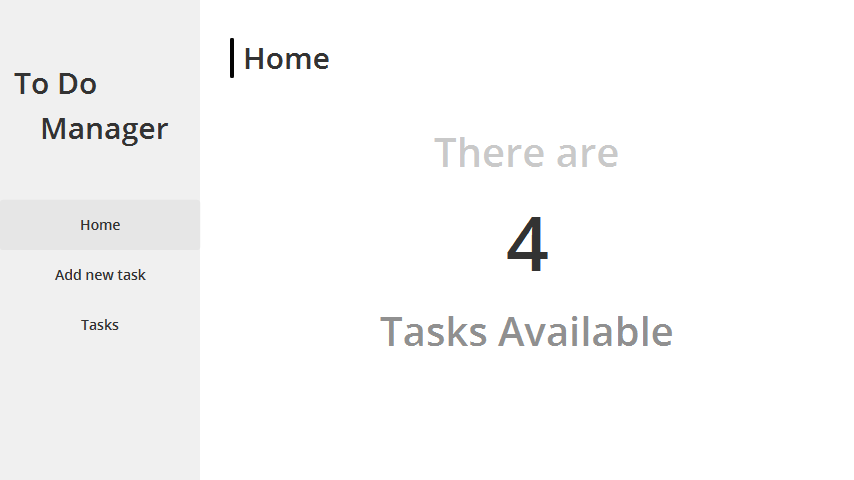 To Do
Manager
Home
Add new task
Tasks
Home
There are
4
Tasks Available